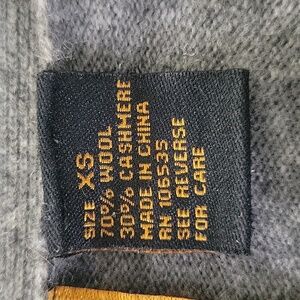 SIZE XS
70% WOOL
30% CASHMERE
MADE IN CHINA
RN 106535
SEE REVERSE
FOR CARE